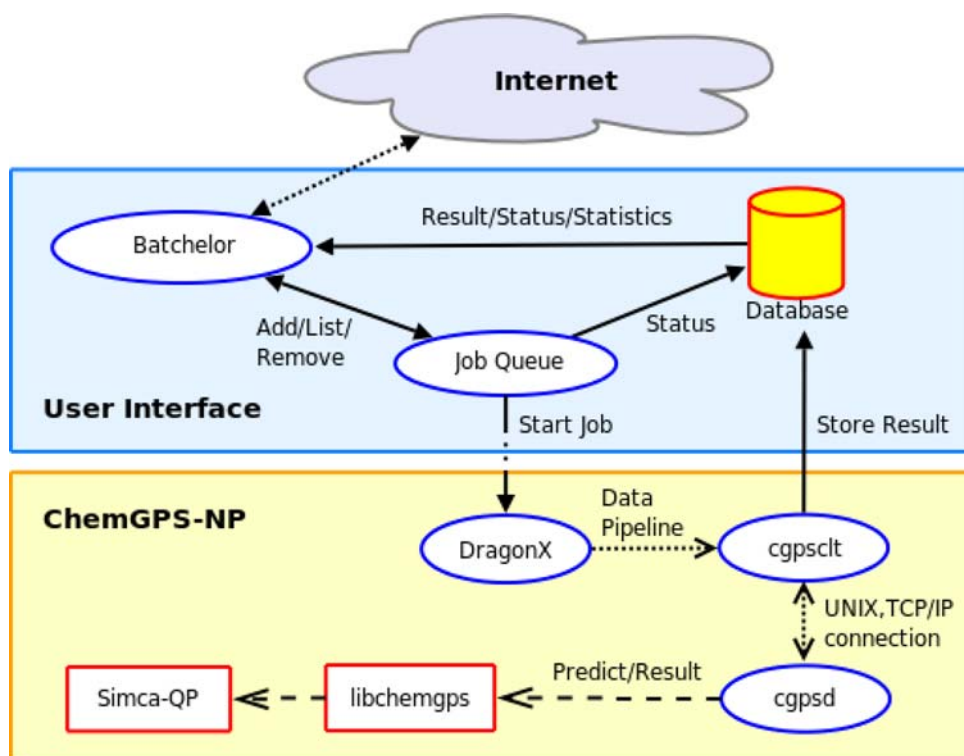 Internet
Batchelor
Result/Status/Statistics
Database
Add/List/
Remove
Status
Job Queue
User Interface
Start Job
Store Result
ChemGPS-NP
Data
Pipeline
DragonX
cgpsclt
UNIX,TCP/IP
connection
Predict/Result
Simca-QP
libchemgps
cgpsd